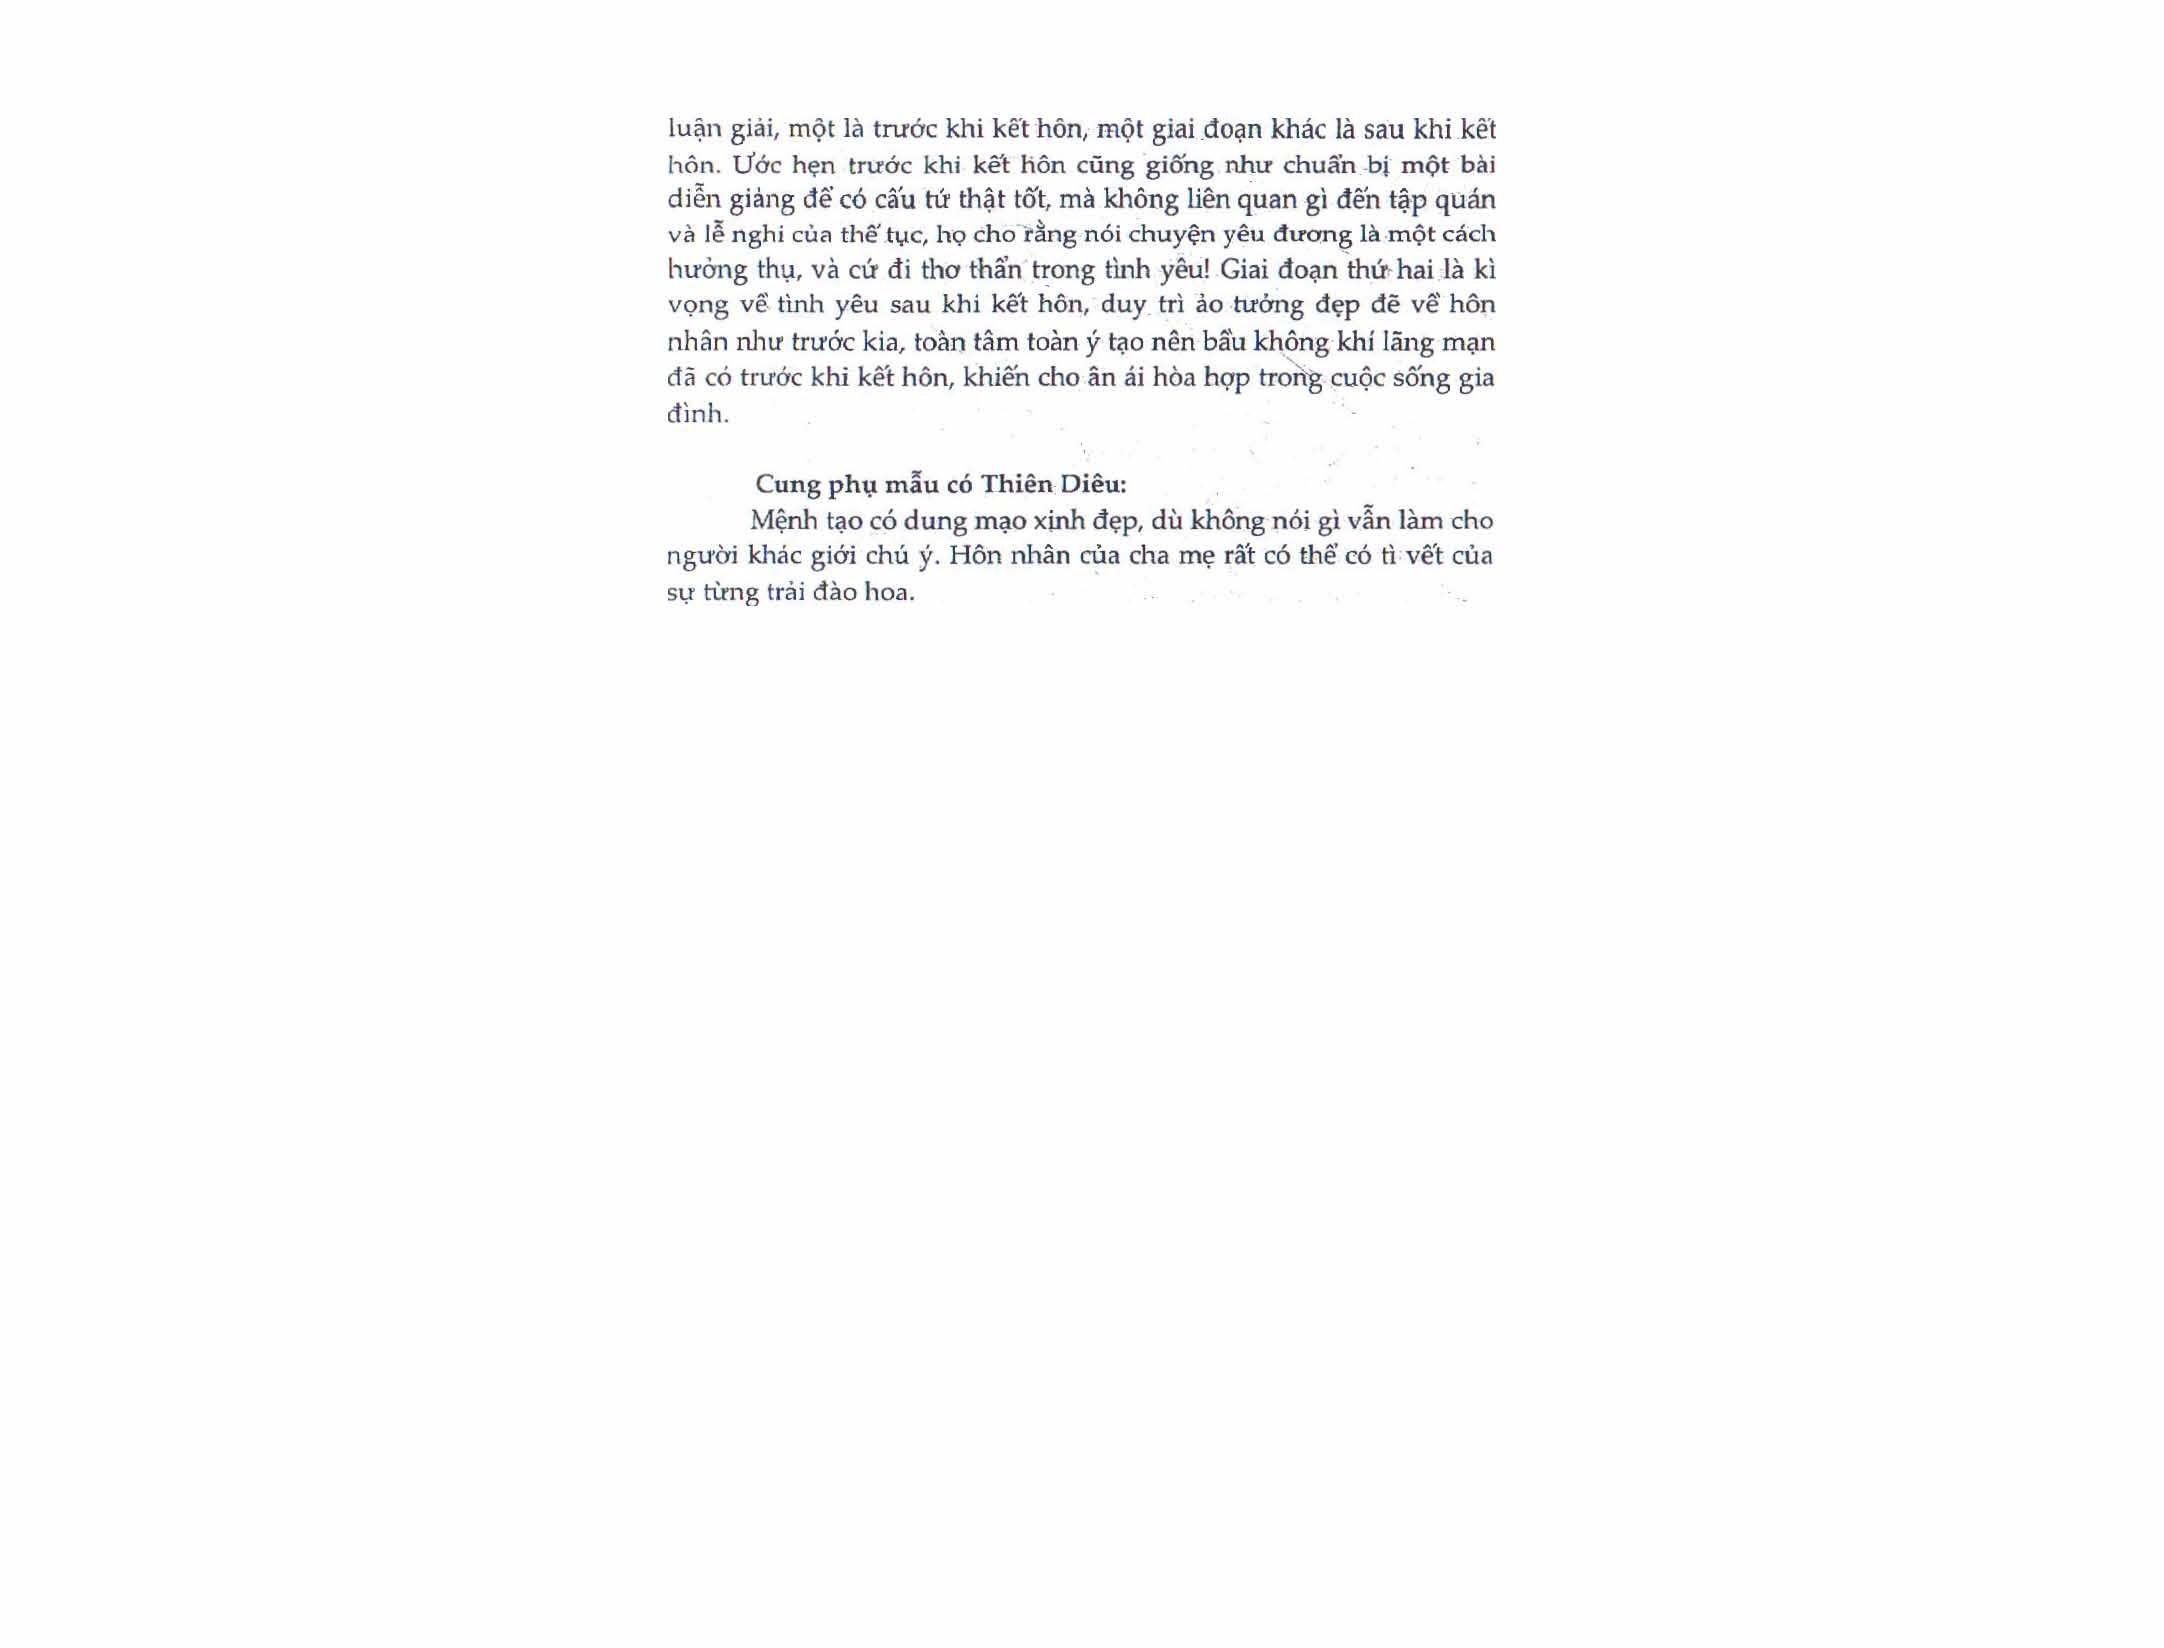 luận giải, một là trước khi kết hôn, một giai đoạn khác là sau khi kết
hôn. Ước hẹn trước khi kết hôn cũng giống như chuẩn bị một bài
diễn giảng để có cấu tứ thật tốt, mà không liên quan gì đến tập quán
và lễ nghi của thế tục, họ cho rằng nói chuyện yêu đương là một cách
hưởng thụ, và cứ đi thơ thẩn trong tình yêu! Giai đoạn thứ hai là kì
vọng về tình yêu sau khi kết hôn, duy trì ảo tưởng đẹp đẽ về hôn
nhân như trước kia, toàn tâm toàn ý tạo nên bầu không khí lãng mạn
đã có trước khi kết hôn, khiến cho ân ái hòa hợp trong cuộc sống gia
đình.
Cung phụ mẫu có Thiên Diêu:
Mệnh tạo có dung mạo xinh đẹp, dù không nói gì vẫn làm cho
người khác giới chú ý. Hôn nhân của cha mẹ rất có thể có tì vết của
sự từng trải đào hoa.